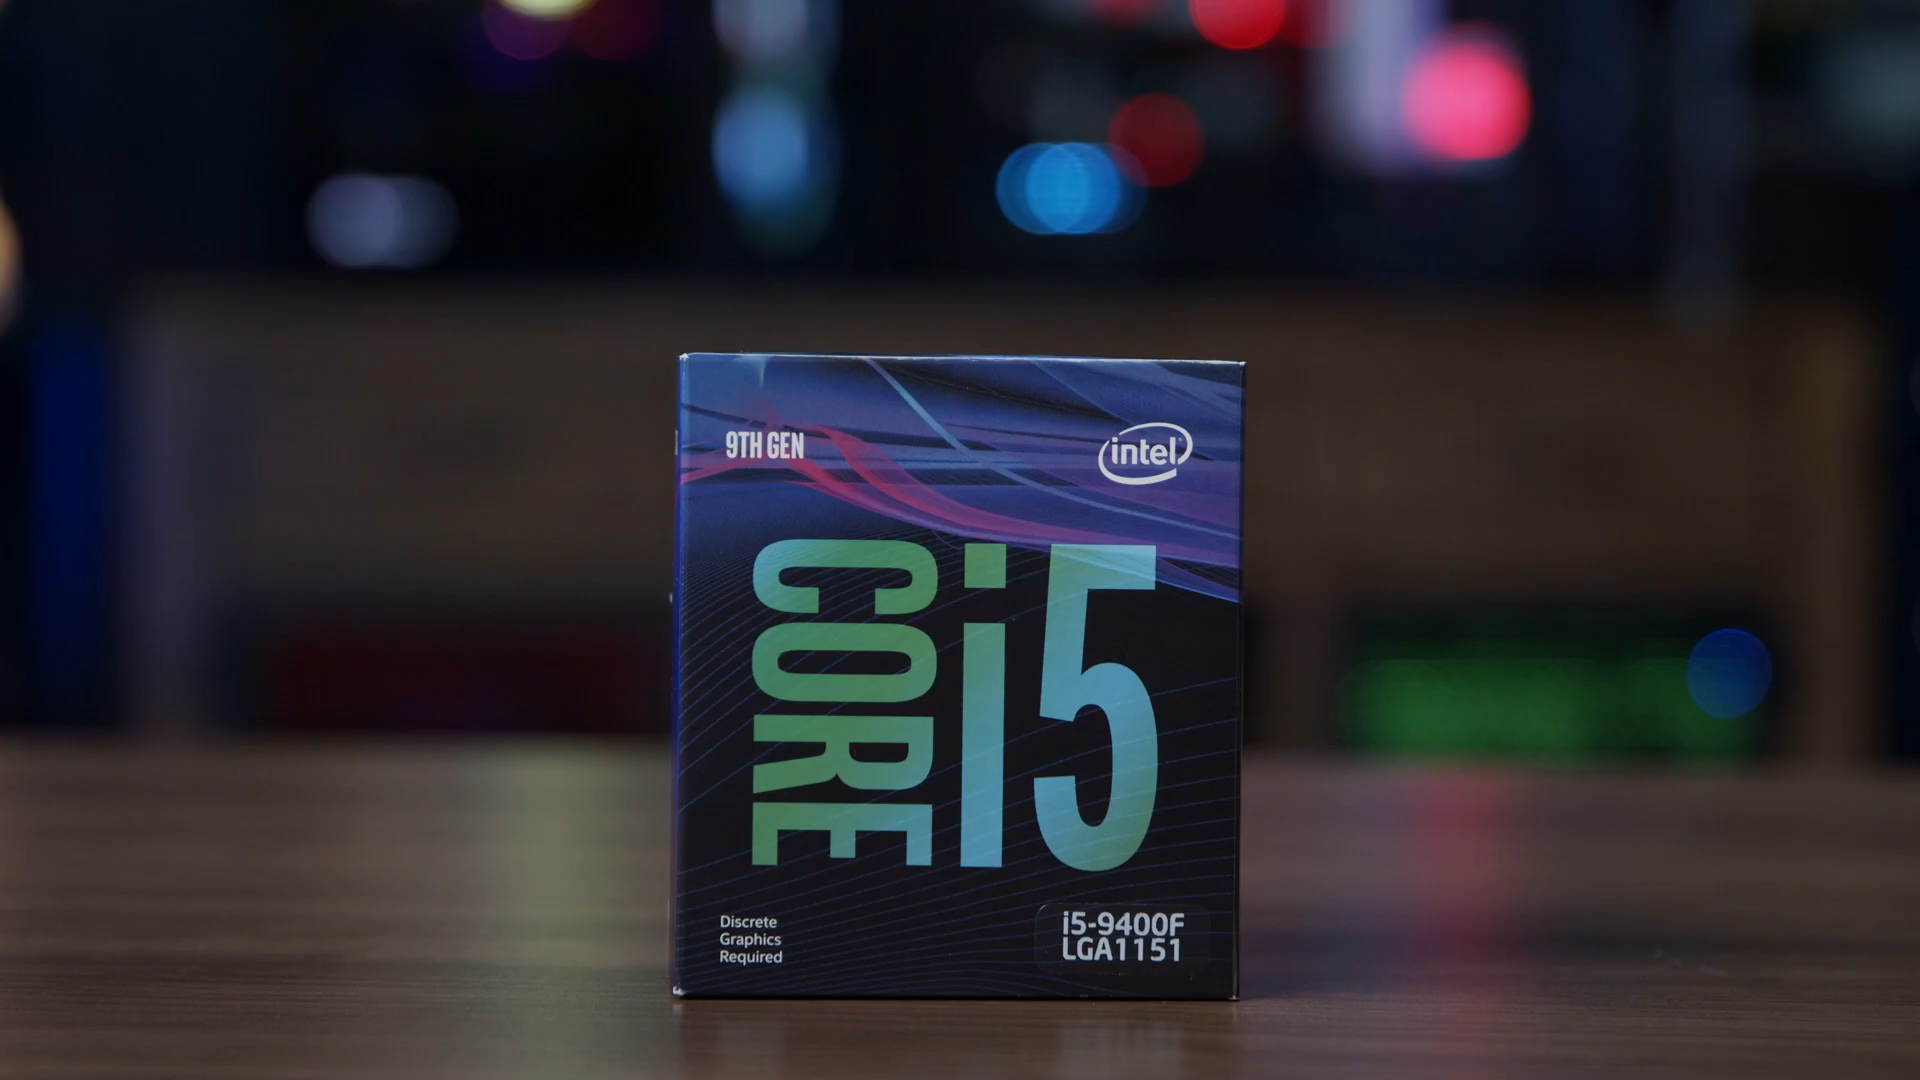 9TH GEN
intel
CORE i5
Discrete
Graphics
Required
i5-9400F
LGA1151